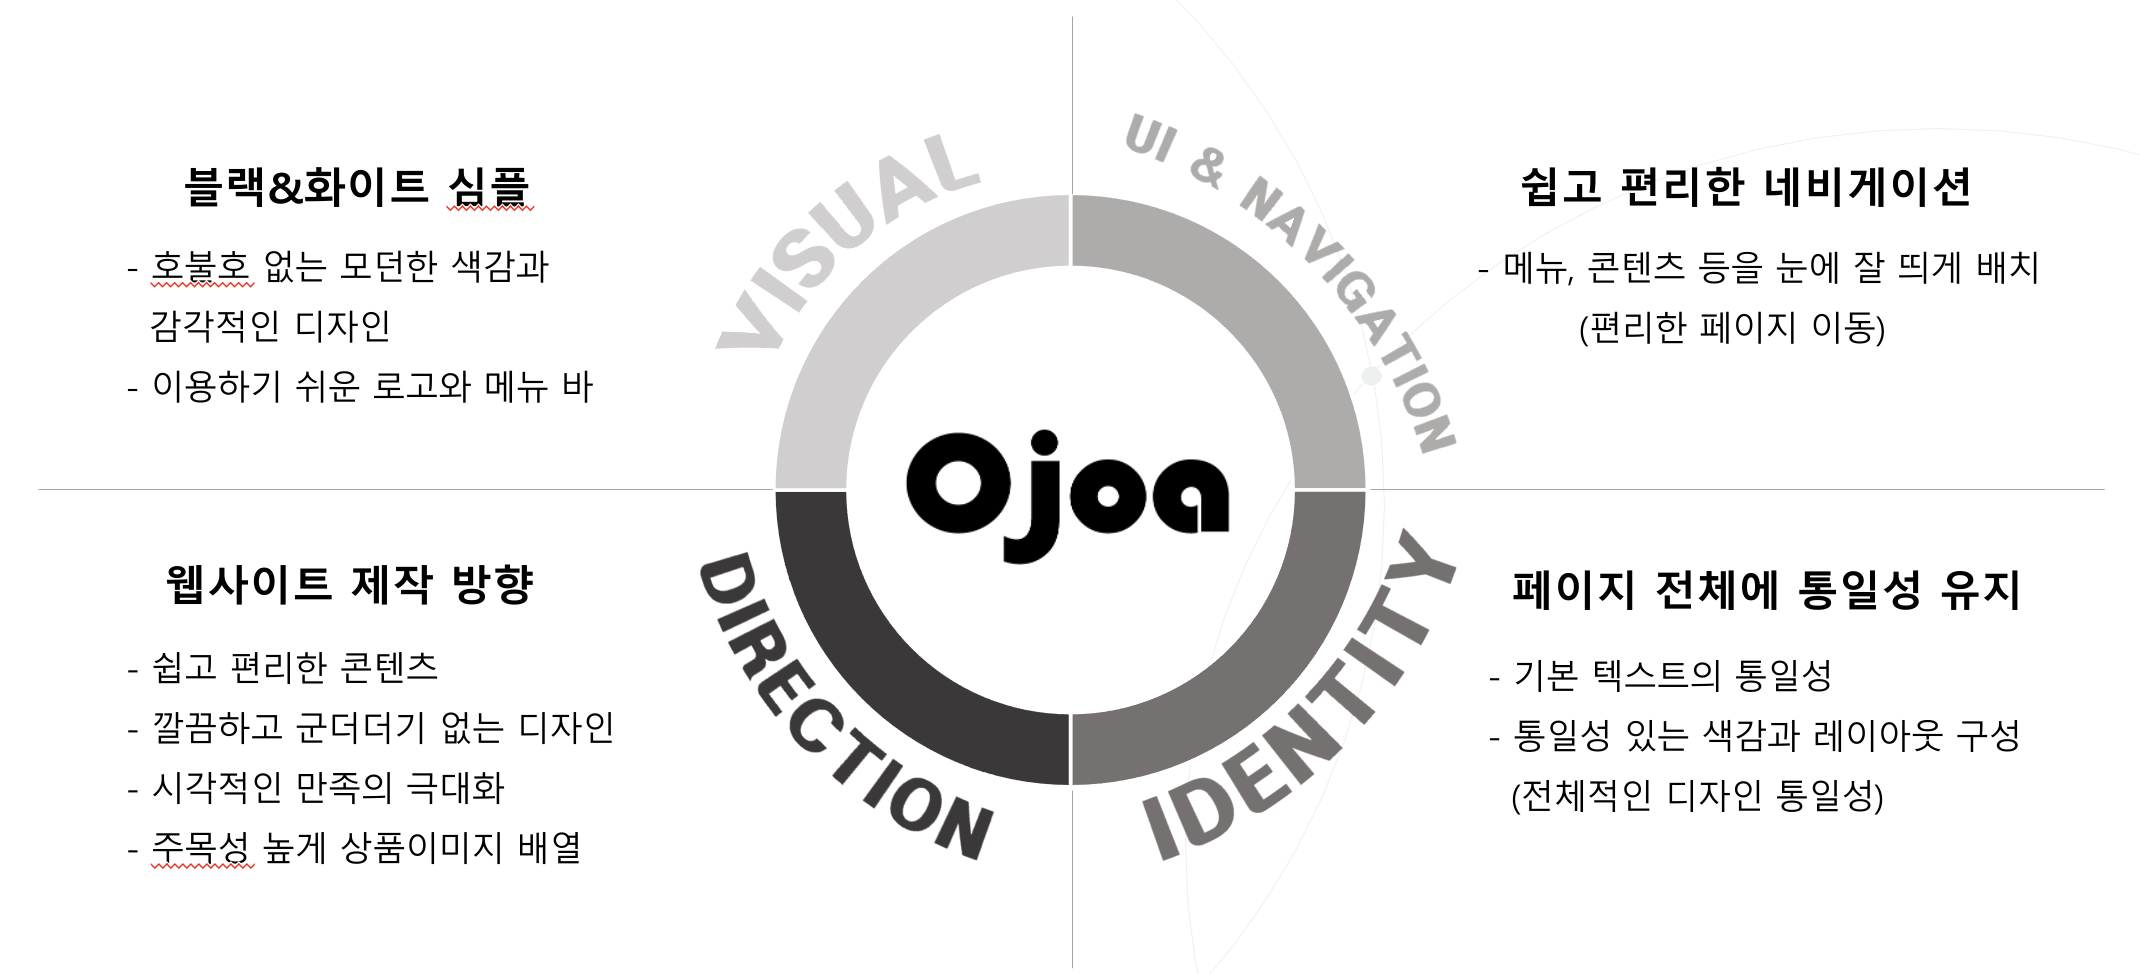 VISUAL
블랙&화이트 심플
- 호불호 없는 모던한 색감과
감각적인 디자인
- 이용하기 쉬운 로고와 메뉴 바
UI & NAVIGATION
쉽고 편리한 네비게이션
- 메뉴, 콘텐츠 등을 눈에 잘 띄게 배치
(편리한 페이지 이동)
Ojoa
DIRECTION
웹사이트 제작 방향
- 쉽고 편리한 콘텐츠
- 깔끔하고 군더더기 없는 디자인
- 시각적인 만족의 극대화
- 주목성 높게 상품이미지 배열
IDENTITY
페이지 전체에 통일성 유지
- 기본 텍스트의 통일성
- 통일성 있는 색감과 레이아웃 구성
(전체적인 디자인 통일성)